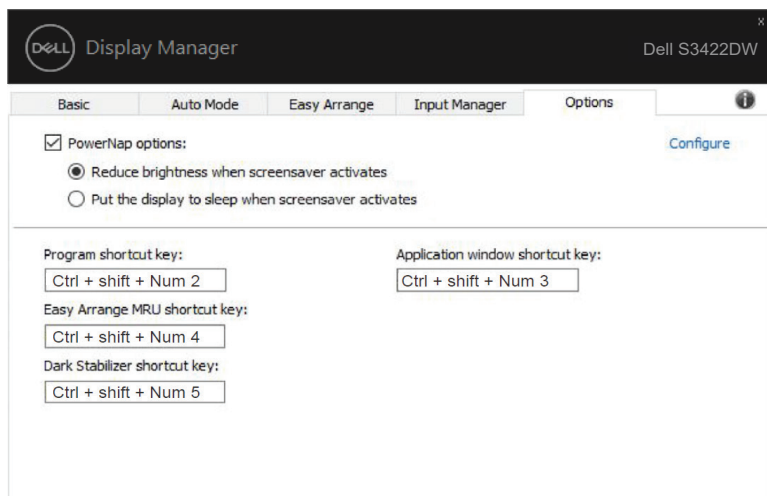 x
DELL Display Manager Dell S3422DW
Basic Auto Mode Easy Arrange Input Manager Options
PowerNap options: Configure
Reduce brightness when screensaver activates
Put the display to sleep when screensaver activates
Program shortcut key: Application window shortcut key:
Ctrl + shift + Num 2 Ctrl + shift + Num 3
Easy Arrange MRU shortcut key:
Ctrl + shift + Num 4
Dark Stabilizer shortcut key:
Ctrl + shift + Num 5